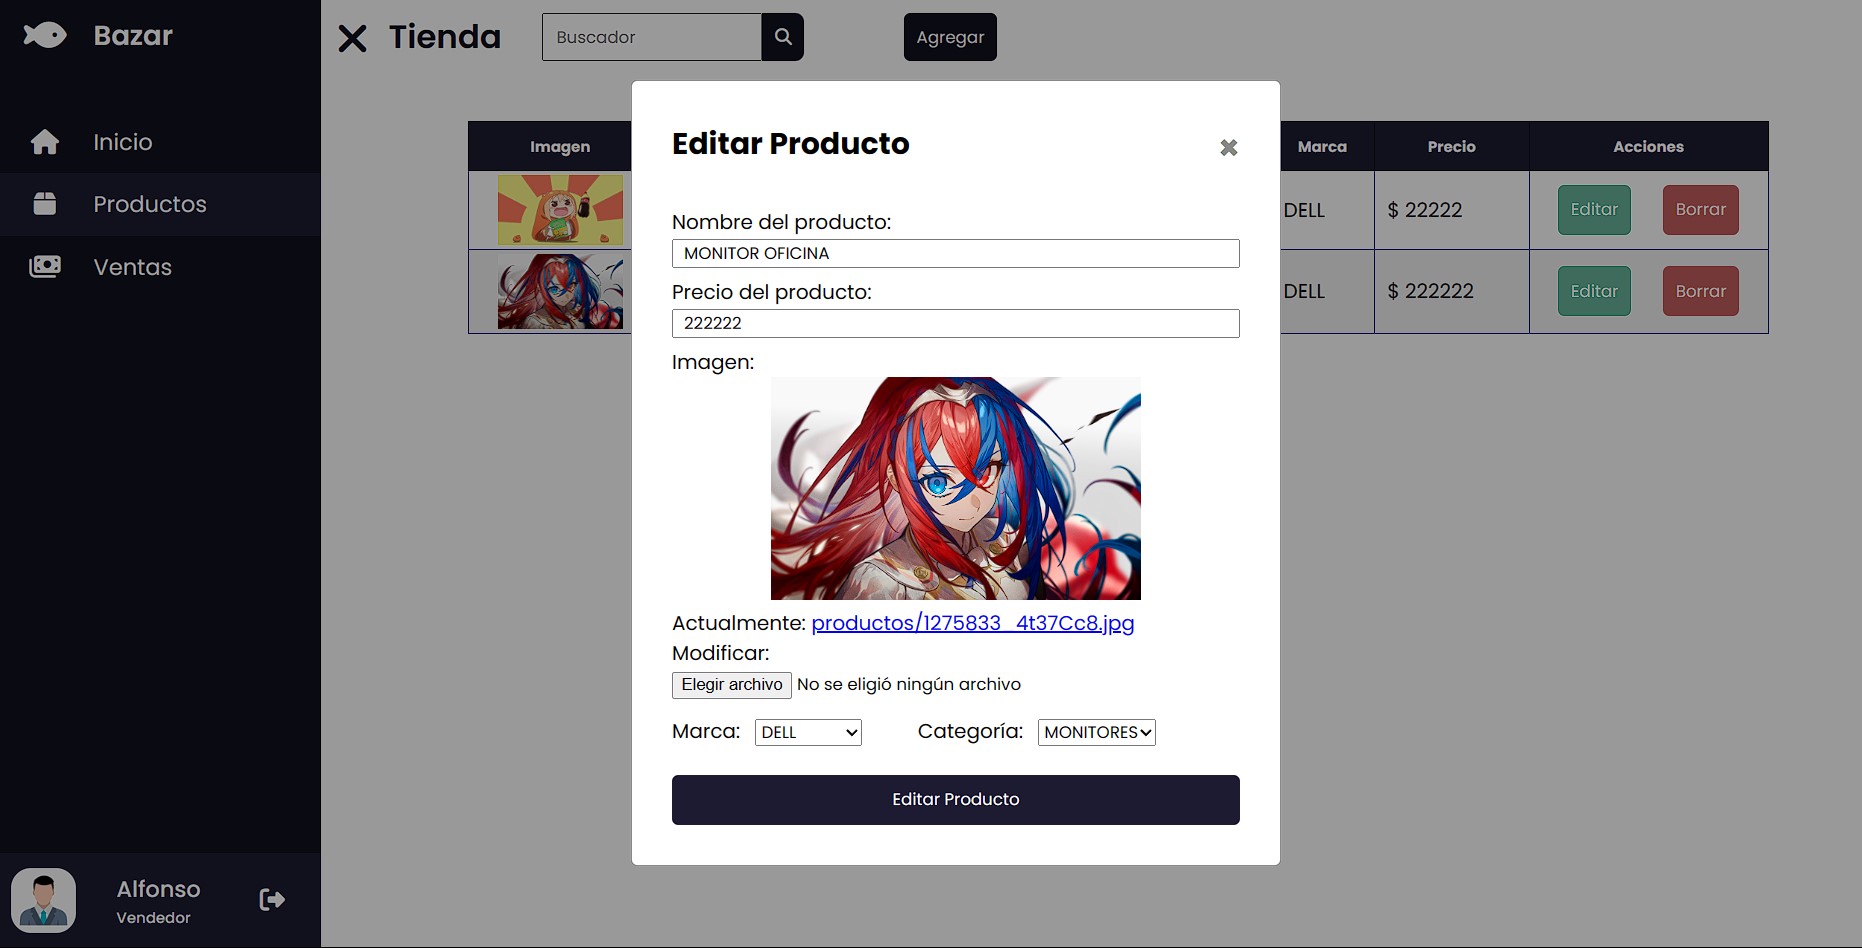 Bazar
Inicio
Productos
Ventas
Alfonso
Vendedor
Tienda
Buscador
Agregar
Imagen
Marca
Precio
Acciones
DELL
$ 22222
Editar
Borrar
DELL
$ 222222
Editar
Borrar
Editar Producto
Nombre del producto:
MONITOR OFICINA
Precio del producto:
222222
Imagen:
Actualmente: productos/1275833_4t37Cc8.jpg
Modificar:
Elegir archivo No se eligió ningún archivo
Marca: DELL Categoría: MONITORES
Editar Producto